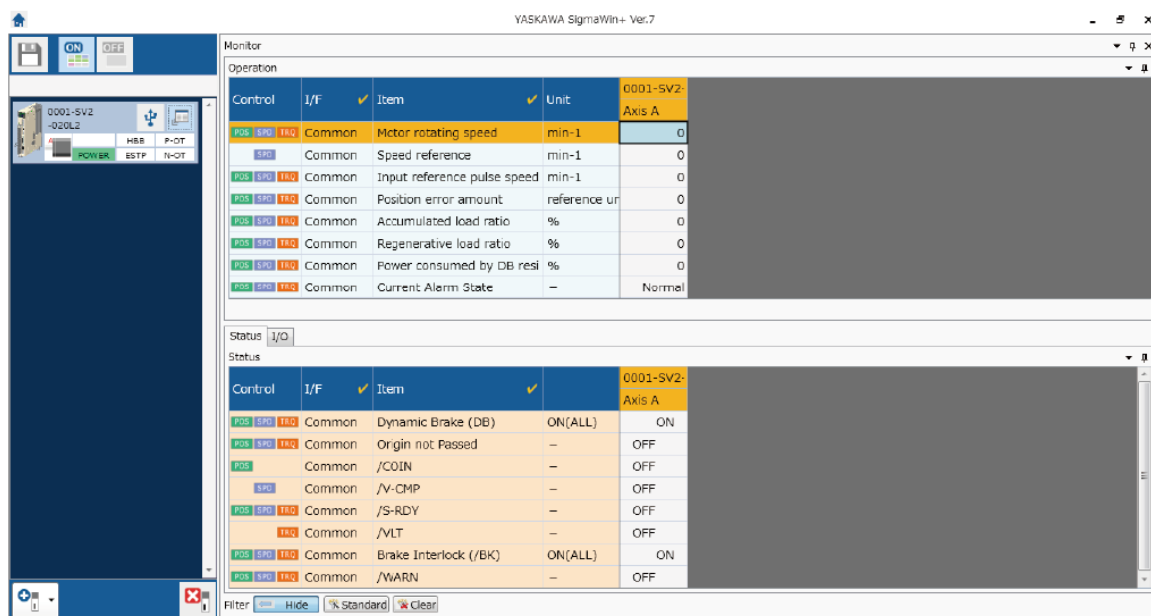 YASKAWA SigmaWin+ Ver.7
ON OFF
0001-SV2
-020L2
HBB P-OT
POWER ESTP N-OT
Monitor
Operation
Control I/F Item Unit 0001-SV2-
Axis A
POS SPD TRQ Common Motor rotating speed min-1 0
SPD Common Speed reference min-1 0
POS SPD TRQ Common Input reference pulse speed min-1 0
POS SPD TRQ Common Position error amount reference ur 0
POS SPD TRQ Common Accumulated load ratio % 0
POS SPD TRQ Common Regenerative load ratio % 0
POS SPD TRQ Common Power consumed by DB resi % 0
POS SPD TRQ Common Current Alarm State – Normal
Status I/O
Status
Control I/F Item 0001-SV2-
Axis A
POS SPD TRQ Common Dynamic Brake (DB) ON(ALL) ON
POS SPD TRQ Common Origin not Passed – OFF
POS Common /COIN – OFF
SPD Common /V-CMP – OFF
POS SPD TRQ Common /S-RDY – OFF
TRQ Common /VLT – OFF
POS SPD TRQ Common Brake Interlock (/BK) ON(ALL) ON
POS SPD TRQ Common /WARN – OFF
Filter Hide Standard Clear